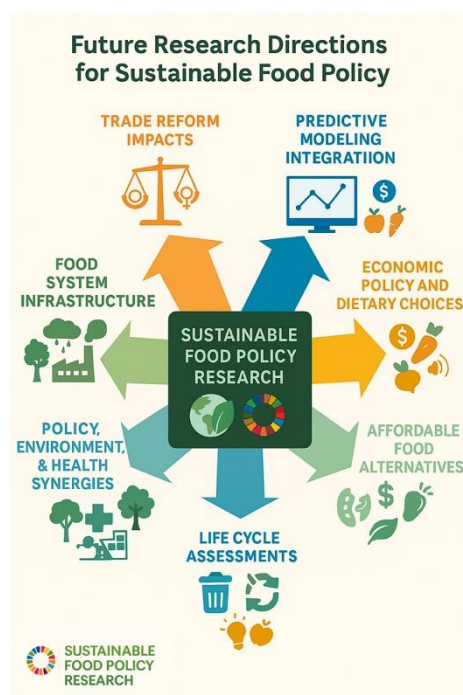 Future Research Directions
for Sustainable Food Policy
TRADE REFORM
IMPACTS
PREDICTIVE
MODELING
INTEGRATIION
$
FOOD
SYSTEM
INFRASTRUCTURE
ECONOMIC
POLICY AND
DIETARY CHOICES
$
SUSTAINABLE
FOOD POLICY
RESEARCH
POLICY,
ENVIRONMENT,
& HEALTH
SYNERGIES
AFFORDABLE
FOOD
ALTERNATIVES
$
LIFE CYCLE
ASSESSMENTS
SUSTAINABLE
FOOD POLICY
RESEARCH